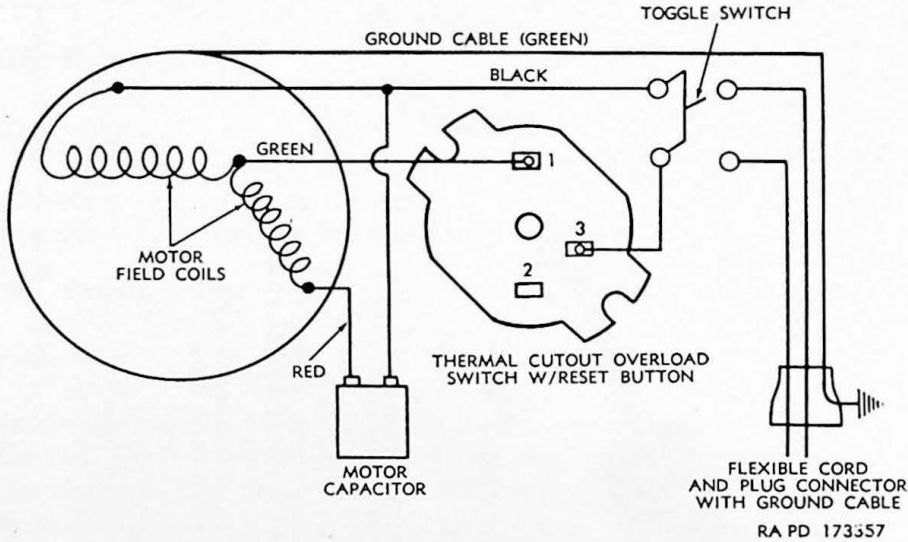 TOGGLE SWITCH
GROUND CABLE (GREEN)
BLACK
GREEN
1
3
2
MOTOR
FIELD COILS
RED
THERMAL CUTOUT OVERLOAD
SWITCH W/RESET BUTTON
MOTOR
CAPACITOR
FLEXIBLE CORD
AND PLUG CONNECTOR
WITH GROUND CABLE
RA PD 173357